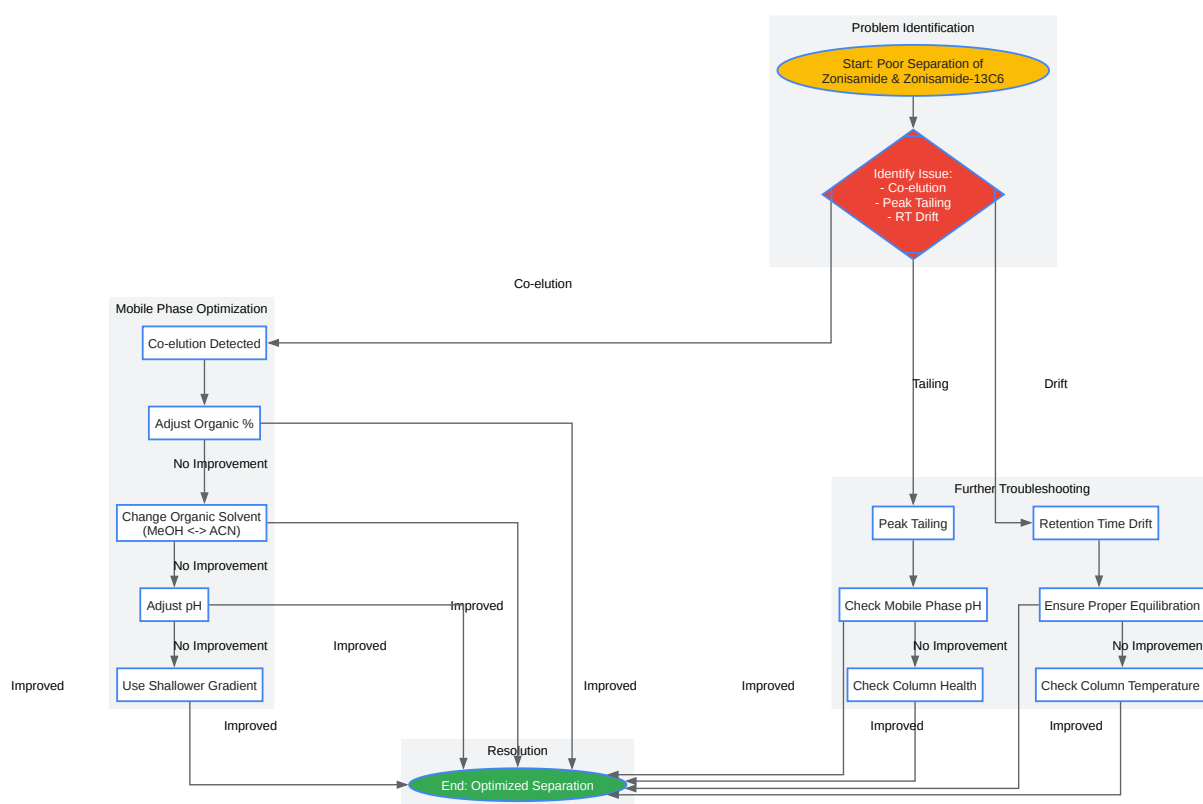 Problem Identification
Start: Poor Separation of
Zonisamide & Zonisamide-13C6
Identify Issue:
- Co-elution
- Peak Tailing
- RT Drift
Co-elution
Mobile Phase Optimization
Co-elution Detected
Tailing
Drift
Adjust Organic %
No Improvement
Further Troubleshooting
Change Organic Solvent
(MeOH <-> ACN)
Peak Tailing
Retention Time Drift
No Improvement
Adjust pH
Improved
Check Mobile Phase pH
Ensure Proper Equilibration
No Improvement
Improved
No Improvement
No Improvemen
Improved
Use Shallower Gradient
Improved
Improved
Check Column Health
Check Column Temperature
Improved
Improved
Improved
Resolution
End: Optimized Separation